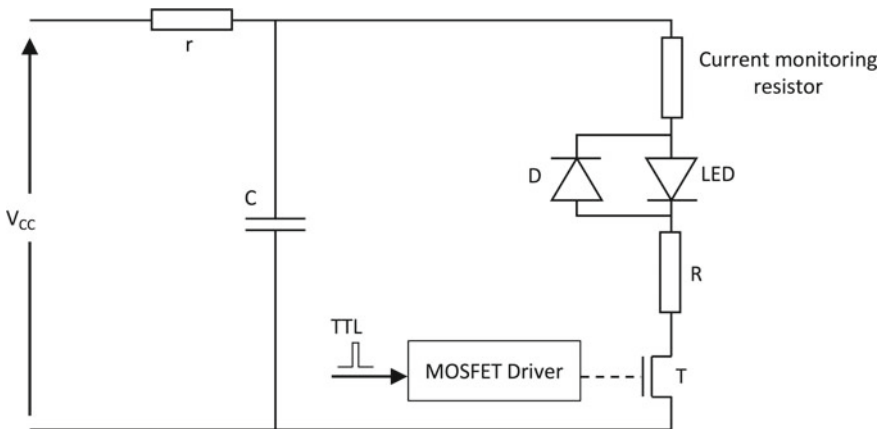 r
Current monitoring
resistor
D
LED
C
V_CC
R
TTL
MOSFET Driver
T